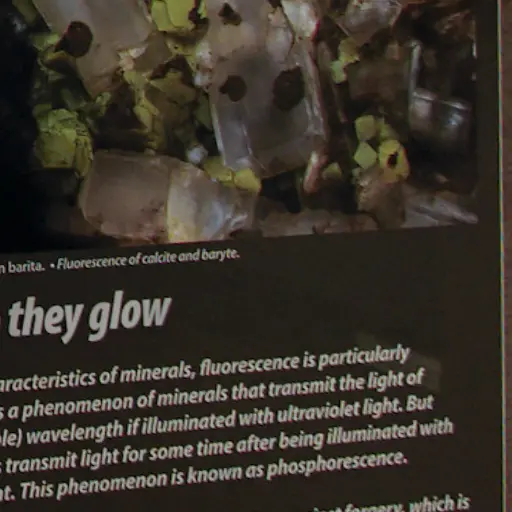 n barita. • Fluorescence of calcite and baryte.
they glow
aracteristics of minerals, fluorescence is particularly
s a phenomenon of minerals that transmit the light of
ole) wavelength if illuminated with ultraviolet light. But
transmit light for some time after being illuminated with
t. This phenomenon is known as phosphorescence.
forgery, which is